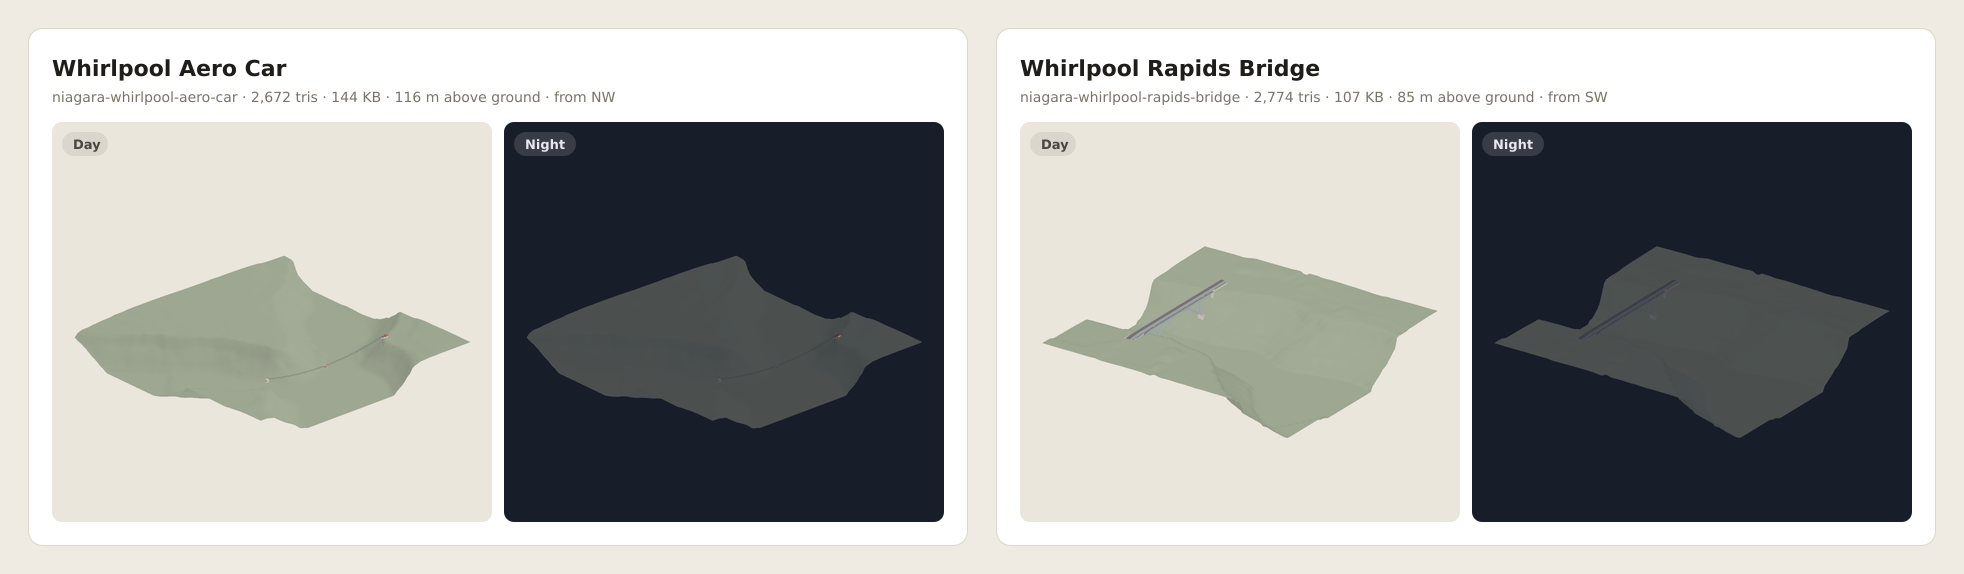 Whirlpool Aero Car
niagara-whirlpool-aero-car · 2,672 tris · 144 KB · 116 m above ground · from NW
Day
Night
Whirlpool Rapids Bridge
niagara-whirlpool-rapids-bridge · 2,774 tris · 107 KB · 85 m above ground · from SW
Day
Night